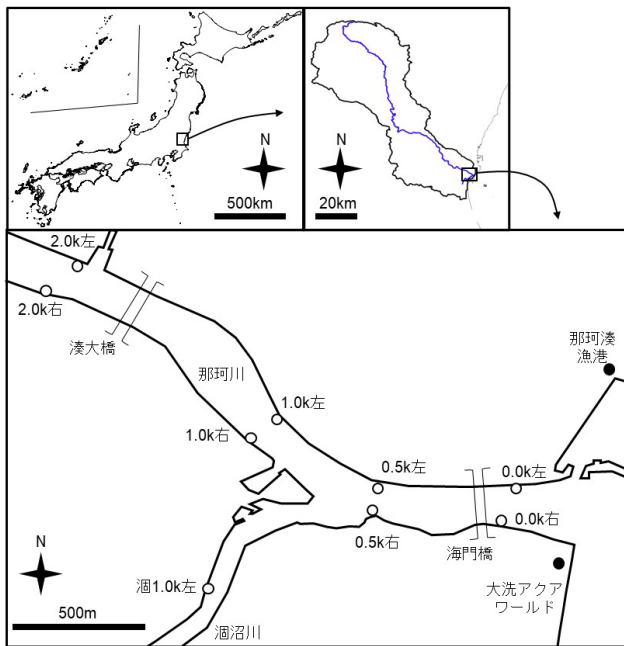 N
500km
N
20km
2.0k左
2.0k右
湊大橋
那珂川
那珂湊
漁港
1.0k左
1.0k右
0.5k左
0.0k左
0.5k右
0.0k右
海門橋
N
500m
涸1.0k左
涸沼川
大洗アクア
ワールド